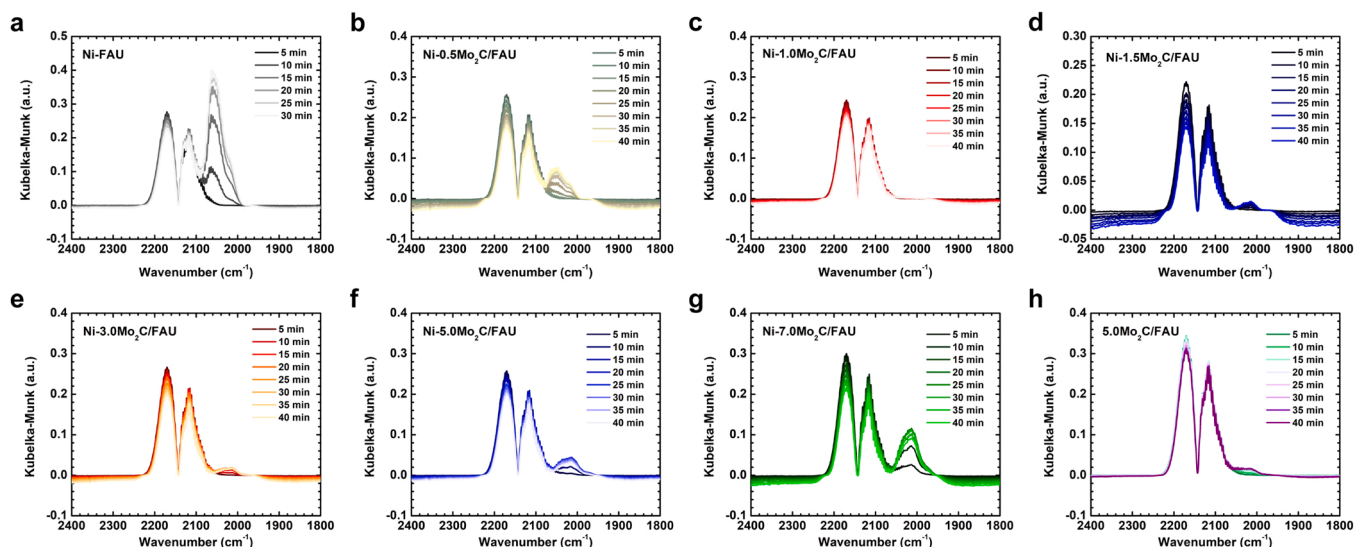 a
Ni-FAU
5 min
10 min
15 min
20 min
25 min
30 min
0.5
0.4
0.3
0.2
0.1
0.0
-0.1
Kubelka-Munk (a.u.)
2400 2300 2200 2100 2000 1900 1800
Wavenumber (cm⁻¹)
b
Ni-0.5Mo₂C/FAU
5 min
10 min
15 min
20 min
25 min
30 min
35 min
40 min
0.4
0.3
0.2
0.1
0.0
-0.1
Kubelka-Munk (a.u.)
2400 2300 2200 2100 2000 1900 1800
Wavenumber (cm⁻¹)
c
Ni-1.0Mo₂C/FAU
5 min
10 min
15 min
20 min
25 min
30 min
35 min
40 min
0.4
0.3
0.2
0.1
0.0
-0.1
Kubelka-Munk (a.u.)
2400 2300 2200 2100 2000 1900 1800
Wavenumber (cm⁻¹)
d
Ni-1.5Mo₂C/FAU
5 min
10 min
15 min
20 min
30 min
25 min
35 min
40 min
0.30
0.25
0.20
0.15
0.10
0.05
0.00
-0.05
Kubelka-Munk (a.u.)
2400 2300 2200 2100 2000 1900 1800
Wavenumber (cm⁻¹)
e
Ni-3.0Mo₂C/FAU
5 min
10 min
15 min
20 min
25 min
30 min
35 min
40 min
0.4
0.3
0.2
0.1
0.0
-0.1
Kubelka-Munk (a.u.)
2400 2300 2200 2100 2000 1900 1800
Wavenumber (cm⁻¹)
f
Ni-5.0Mo₂C/FAU
5 min
10 min
15 min
20 min
25 min
30 min
35 min
40 min
0.4
0.3
0.2
0.1
0.0
-0.1
Kubelka-Munk (a.u.)
2400 2300 2200 2100 2000 1900 1800
Wavenumber (cm⁻¹)
g
Ni-7.0Mo₂C/FAU
5 min
10 min
15 min
20 min
25 min
30 min
35 min
40 min
0.4
0.3
0.2
0.1
0.0
-0.1
Kubelka-Munk (a.u.)
2400 2300 2200 2100 2000 1900 1800
Wavenumber (cm⁻¹)
h
5.0Mo₂C/FAU
5 min
10 min
15 min
20 min
25 min
30 min
35 min
40 min
0.4
0.3
0.2
0.1
0.0
-0.1
Kubelka-Munk (a.u.)
2400 2300 2200 2100 2000 1900 1800
Wavenumber (cm⁻¹)